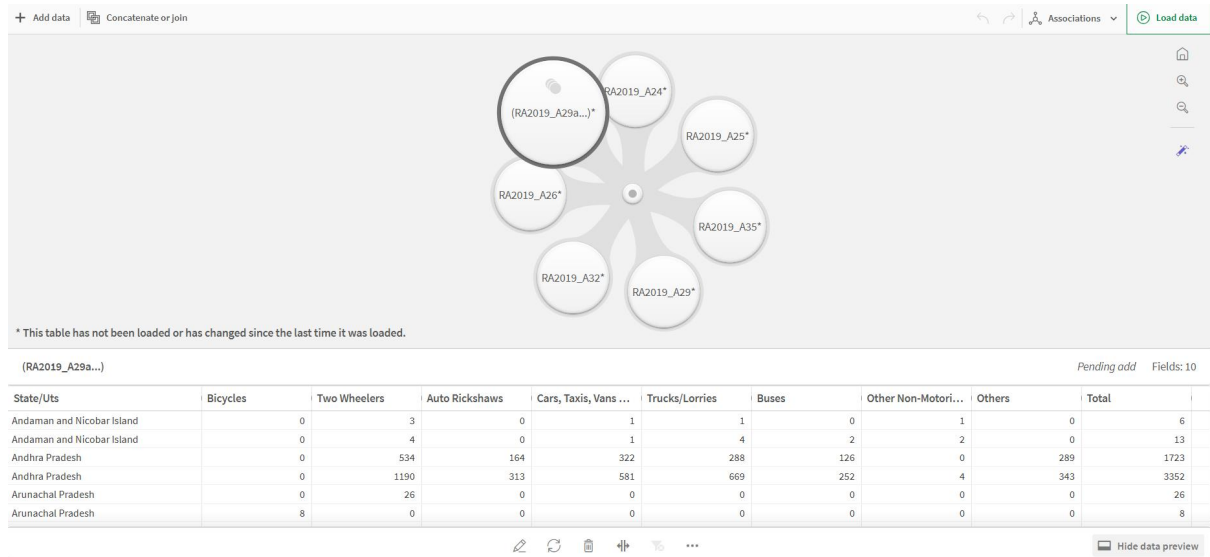 Add data
Concatenate or join
Associations
Load data
(RA2019_A29a...)*
RA2019_A24*
RA2019_A25*
RA2019_A26*
RA2019_A35*
RA2019_A32*
RA2019_A29*
* This table has not been loaded or has changed since the last time it was loaded.
(RA2019_A29a...) Pending add Fields: 10
State/Uts Bicycles Two Wheelers Auto Rickshaws Cars, Taxis, Vans ... Trucks/Lorries Buses Other Non-Motori... Others Total
Andaman and Nicobar Island 0 3 0 1 1 0 1 0 6
Andaman and Nicobar Island 0 4 0 1 4 2 2 0 13
Andhra Pradesh 0 534 164 322 288 126 0 289 1723
Andhra Pradesh 0 1190 313 581 669 252 4 343 3352
Arunachal Pradesh 0 26 0 0 0 0 0 0 26
Arunachal Pradesh 8 0 0 0 0 0 0 0 8
Hide data preview